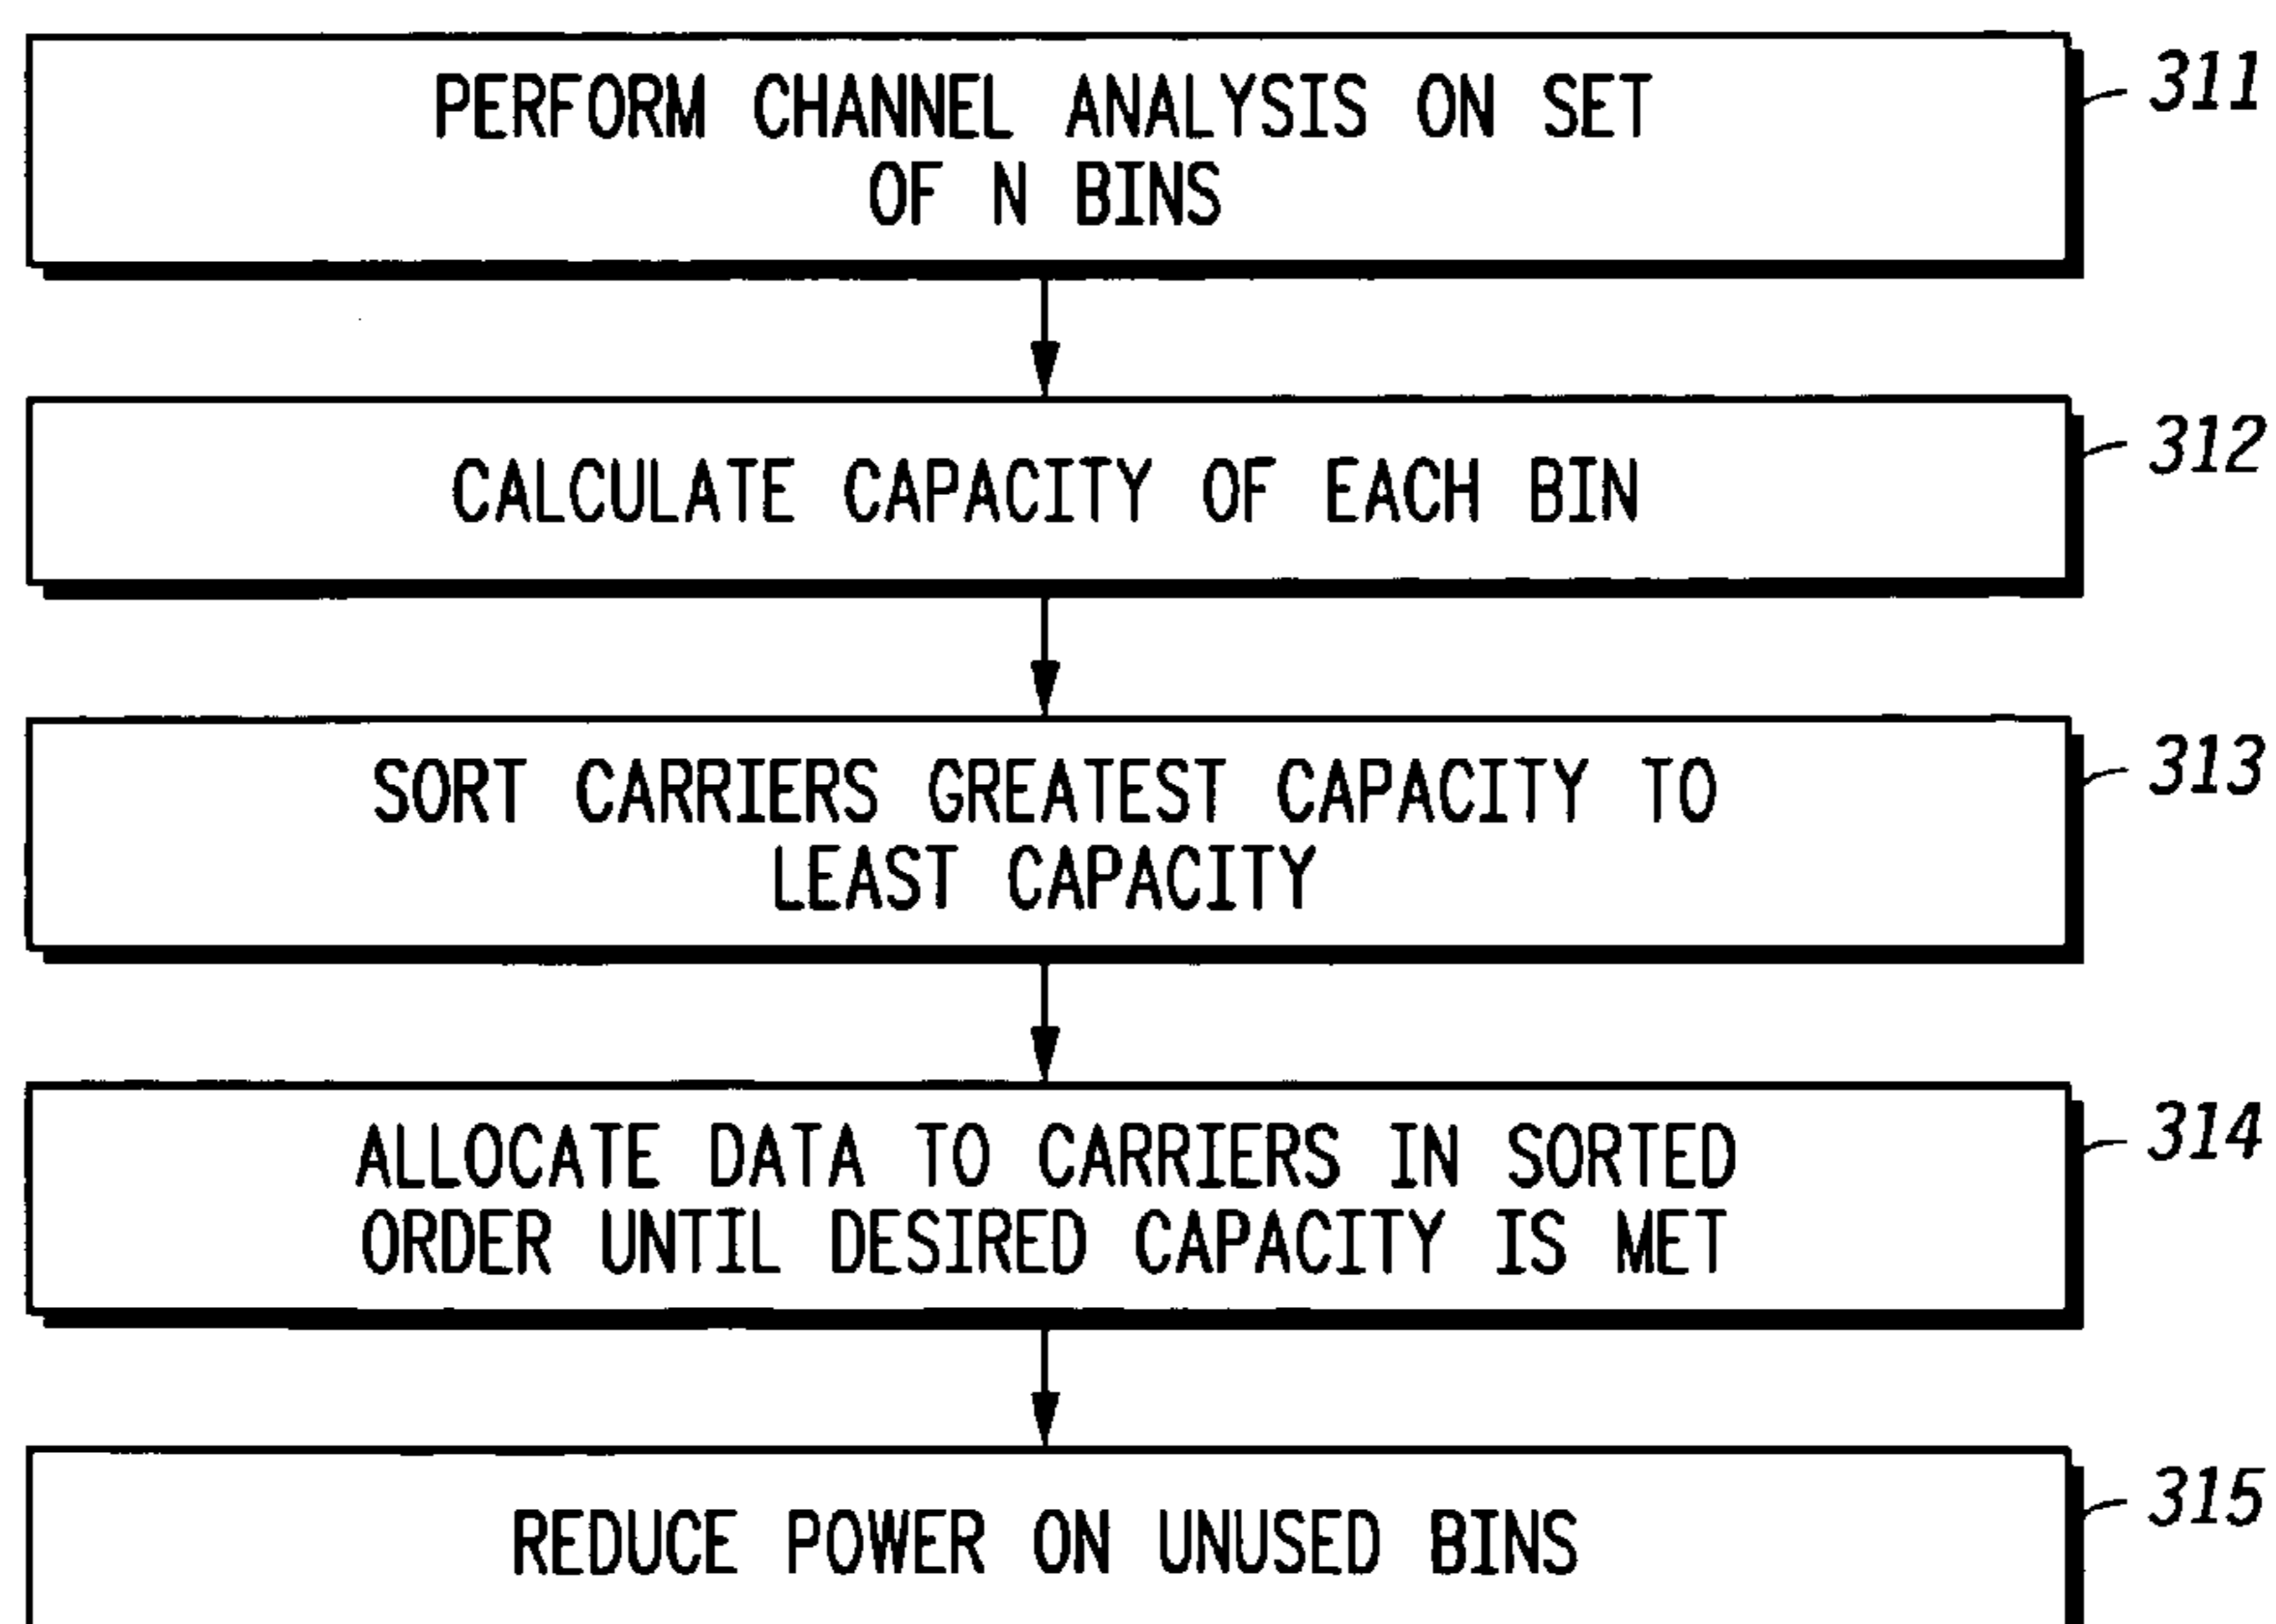 PERFORM CHANNEL ANALYSIS ON SET
OF N BINS
311
CALCULATE CAPACITY OF EACH BIN
312
SORT CARRIERS GREATEST CAPACITY TO
LEAST CAPACITY
313
ALLOCATE DATA TO CARRIERS IN SORTED
ORDER UNTIL DESIRED CAPACITY IS MET
314
REDUCE POWER ON UNUSED BINS
315